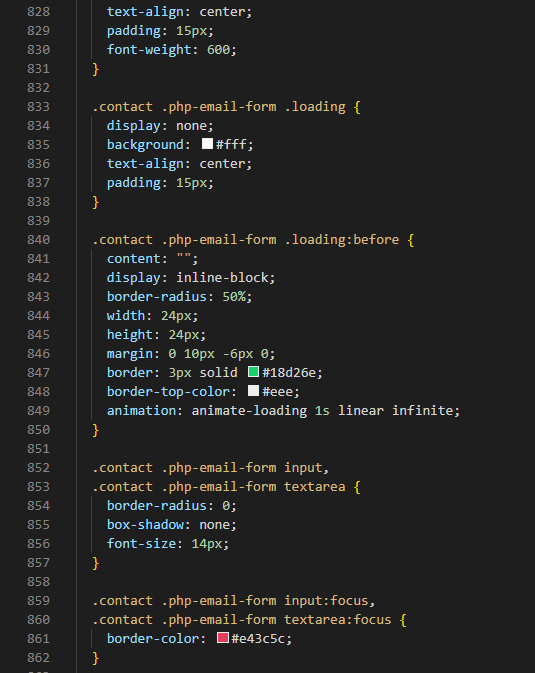 828 text-align: center;
829 padding: 15px;
830 font-weight: 600;
831 }
832
833 .contact .php-email-form .loading {
834 display: none;
835 background: #fff;
836 text-align: center;
837 padding: 15px;
838 }
839
840 .contact .php-email-form .loading:before {
841 content: "";
842 display: inline-block;
843 border-radius: 50%;
844 width: 24px;
845 height: 24px;
846 margin: 0 10px -6px 0;
847 border: 3px solid #18d26e;
848 border-top-color: #eee;
849 animation: animate-loading 1s linear infinite;
850 }
851
852 .contact .php-email-form input,
853 .contact .php-email-form textarea {
854 border-radius: 0;
855 box-shadow: none;
856 font-size: 14px;
857 }
858
859 .contact .php-email-form input:focus,
860 .contact .php-email-form textarea:focus {
861 border-color: #e43c5c;
862 }